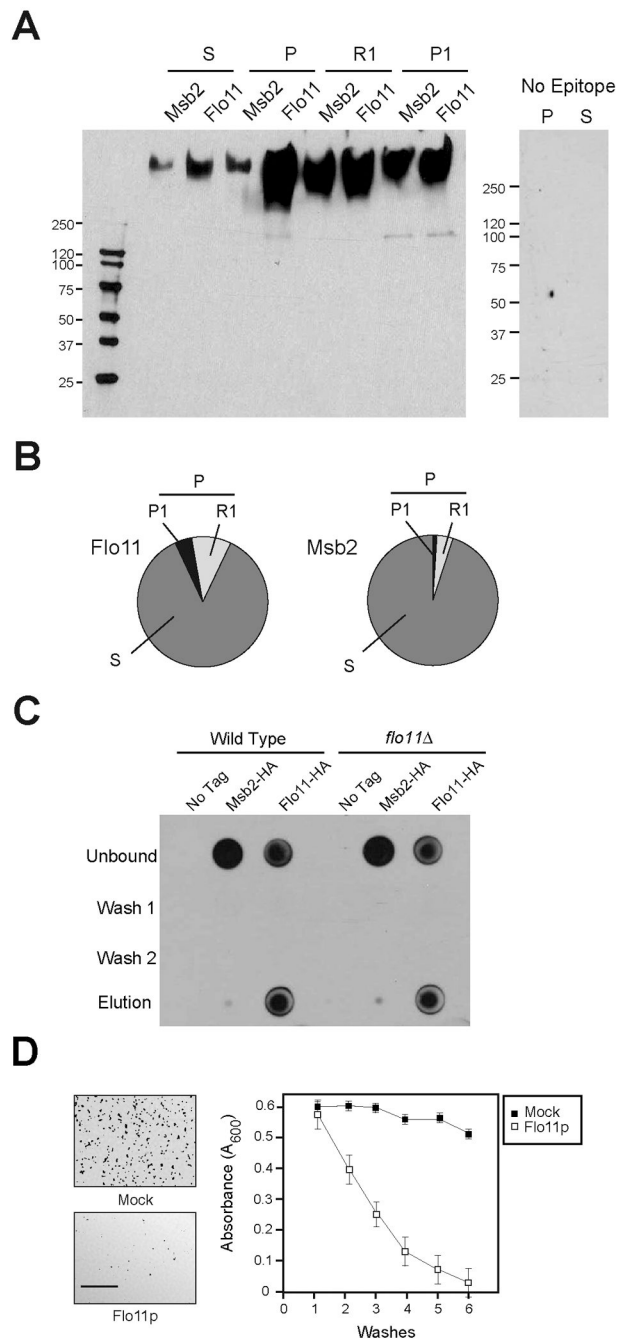 A
S P R1 P1
Msb2 Flo11 Msb2 Flo11 Msb2 Flo11 Msb2 Flo11
No Epitope
P S
250
120
100
75
50
37
25
250
120
100
75
50
37
25
B
P
P1 R1
Flo11
S
P
P1 R1
Msb2
S
C
Wild Type flo11Δ
No Tag Msb2-HA Flo11-HA No Tag Msb2-HA Flo11-HA
Unbound
Wash 1
Wash 2
Elution
D
Mock
Flo11p
Absorbance (A600)
0.6
0.5
0.4
0.3
0.2
0.1
0
0 1 2 3 4 5 6
Washes
Mock
Flo11p